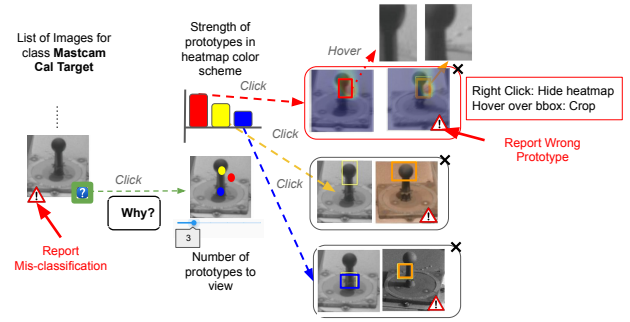 List of Images for
class Mastcam
Cal Target
Strength of
prototypes in
heatmap color
scheme
Hover
Click
Right Click: Hide heatmap
Hover over bbox: Crop
Click
Report Wrong
Prototype
Click
Click
?
Why?
3
Report
Mis-classification
Number of
prototypes to
view